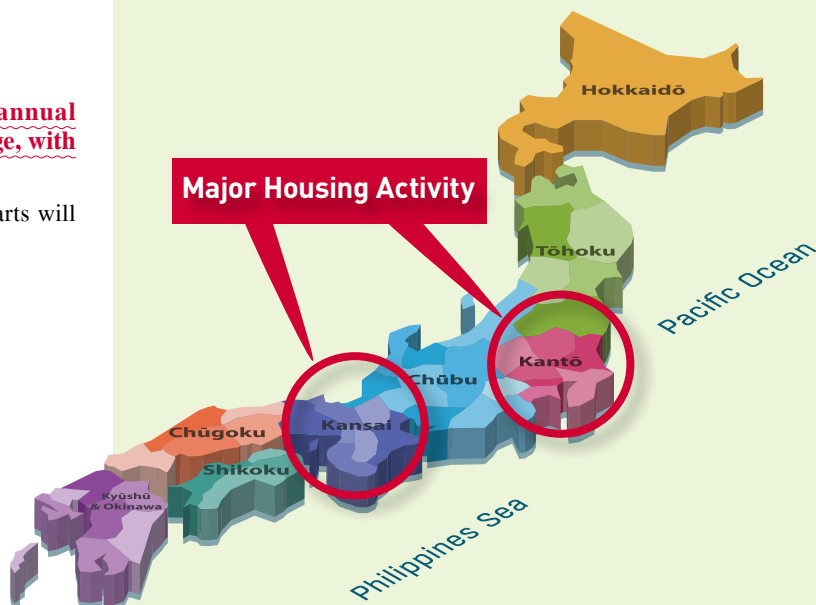 annual
ge, with
arts will
Major Housing Activity
Hokkaidō
Tōhoku
Pacific Ocean
Kantō
Chūbu
Kansai
Chūgoku
Shikoku
Kyūshū
& Okinawa
Philippines Sea